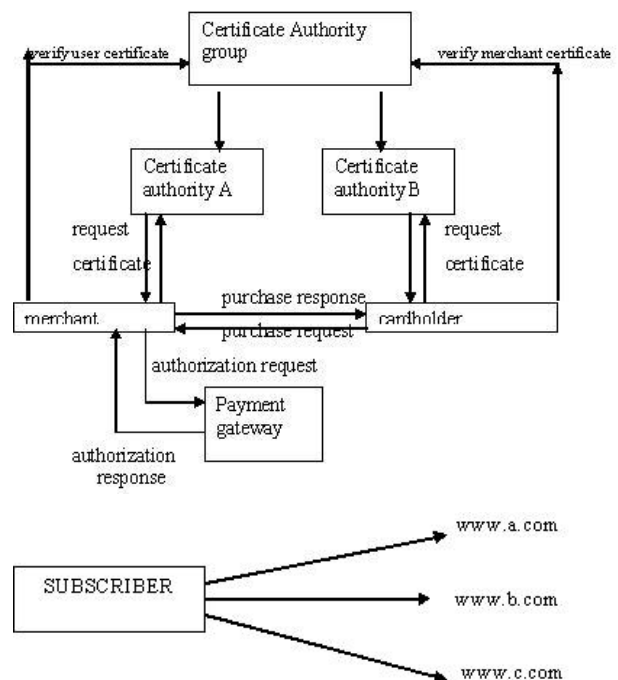 Certificate Authority
group
verify user certificate
verify merchant certificate
Certificate
authority A
Certificate
authority B
request
certificate
request
certificate
purchase response
merchant
cardholder
purchase request
authorization request
Payment
gateway
authorization
response
www.a.com
SUBSCRIBER
www.b.com
www.c.com